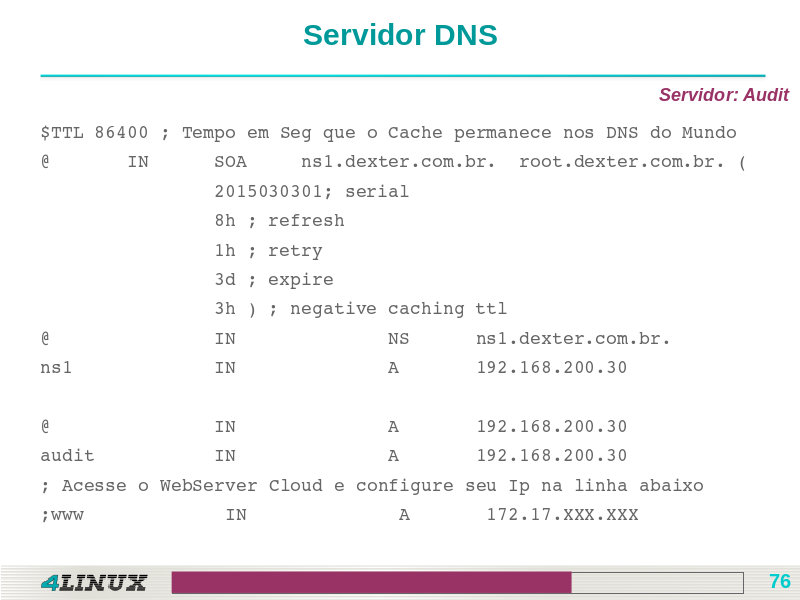 Servidor DNS
Servidor: Audit
$TTL 86400 ; Tempo em Seg que o Cache permanece nos DNS do Mundo
@ IN SOA ns1.dexter.com.br. root.dexter.com.br. (
2015030301; serial
8h ; refresh
1h ; retry
3d ; expire
3h ) ; negative caching ttl
@ IN NS ns1.dexter.com.br.
ns1 IN A 192.168.200.30
@ IN A 192.168.200.30
audit IN A 192.168.200.30
; Acesse o WebServer Cloud e configure seu Ip na linha abaixo
;www IN A 172.17.XXX.XXX
4LINUX
76